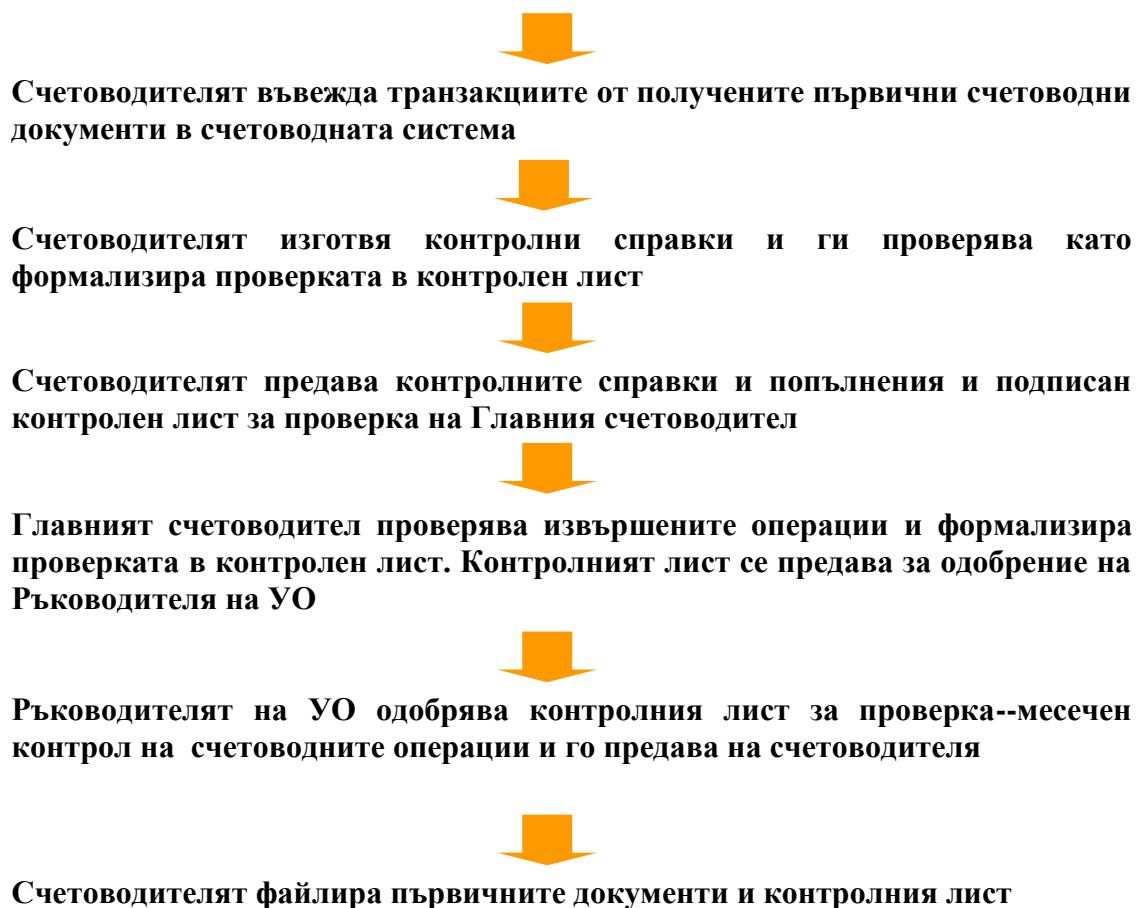 Счетоводителят въвежда транзакциите от получените първични счетоводни
документи в счетоводната система
Счетоводителят изготвя контролни справки и ги проверява като
формализира проверката в контролен лист
Счетоводителят предава контролните справки и попълнения и подписан
контролен лист за проверка на Главния счетоводител
Главният счетоводител проверява извършените операции и формализира
проверката в контролен лист. Контролният лист се предава за одобрение на
Ръководителя на УО
Ръководителят на УО одобрява контролния лист за проверка--месечен
контрол на счетоводните операции и го предава на счетоводителя
Счетоводителят файлира първичните документи и контролния лист